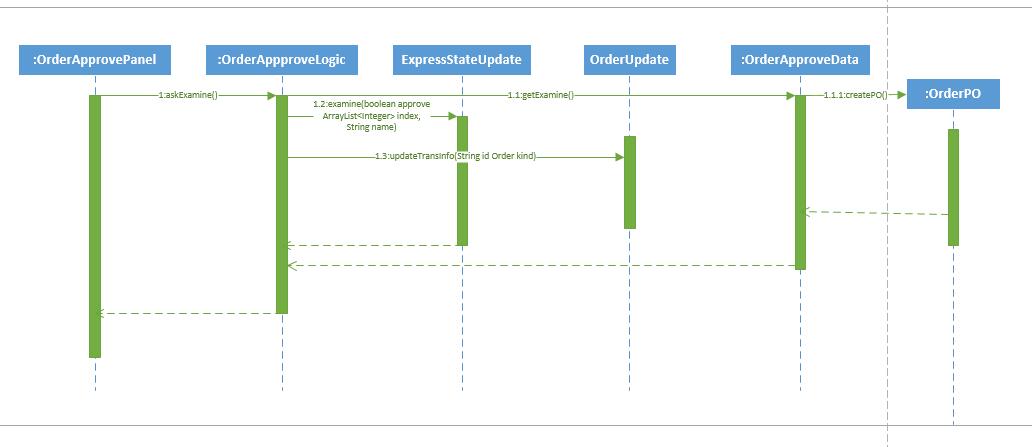 :OrderApprovePanel
:OrderAppproveLogic
ExpressStateUpdate
OrderUpdate
:OrderApproveData
:OrderPO
1:askExamine()
1.1:getExamine()
1.1.1:createPO()
1.2:examine(boolean approve
ArrayList<Integer> index,
String name)
1.3:updateTransInfo(String id Order kind)